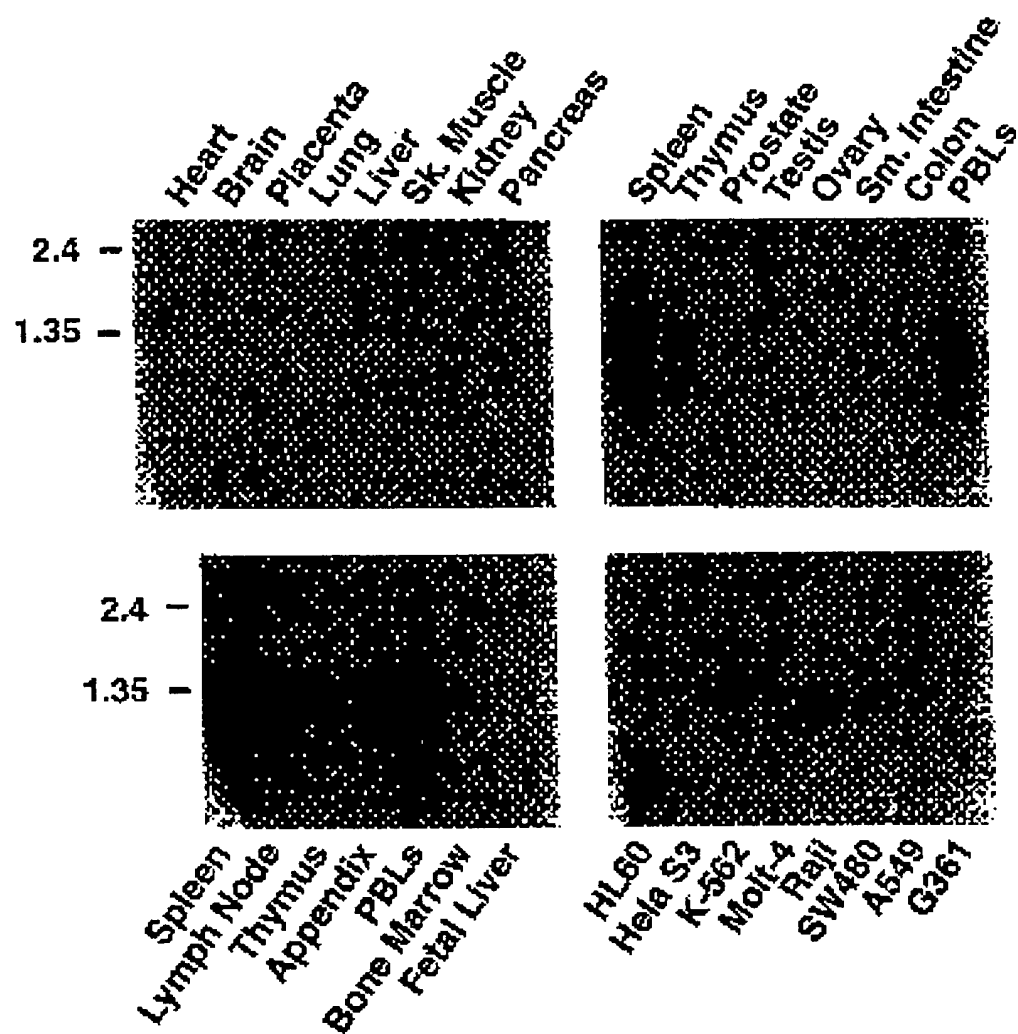 Heart
Brain
Placenta
Lung
Liver
Sk. Muscle
Kidney
Pancreas
Spleen
Thymus
Prostate
Testis
Ovary
Sm. Intestine
Colon
PBLs
2.4
1.35
2.4
1.35
Spleen
Lymph Node
Thymus
Appendix
PBLs
Bone Marrow
Fetal Liver
HL60
Hela S3
K-562
Molt-4
Raji
SW480
A549
G361